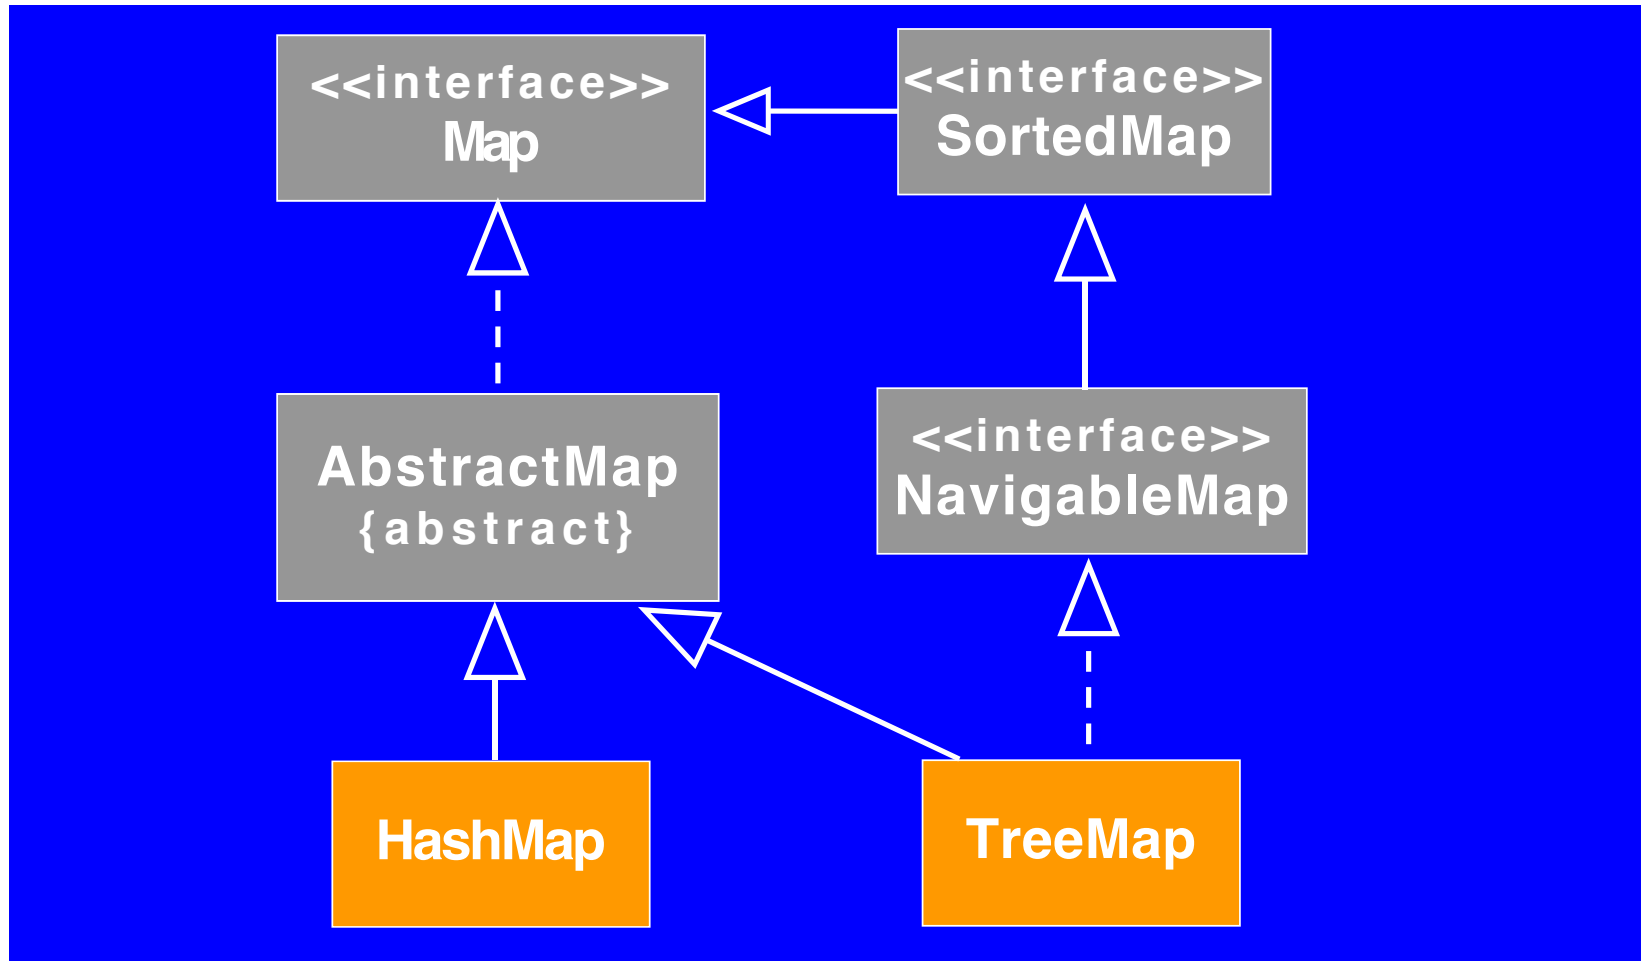 <<interface>>
Map
<<interface>>
SortedMap
AbstractMap
{abstract}
<<interface>>
NavigableMap
HashMap
TreeMap